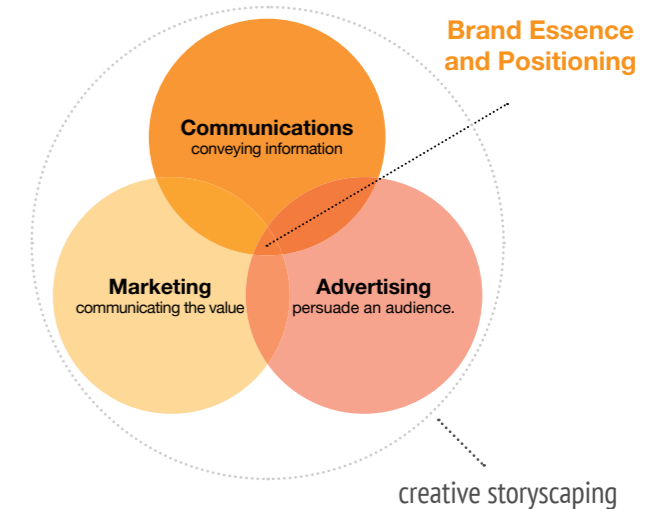 Brand Essence
and Positioning
Communications
conveying information
Marketing
communicating the value
Advertising
persuade an audience.
creative storyscaping